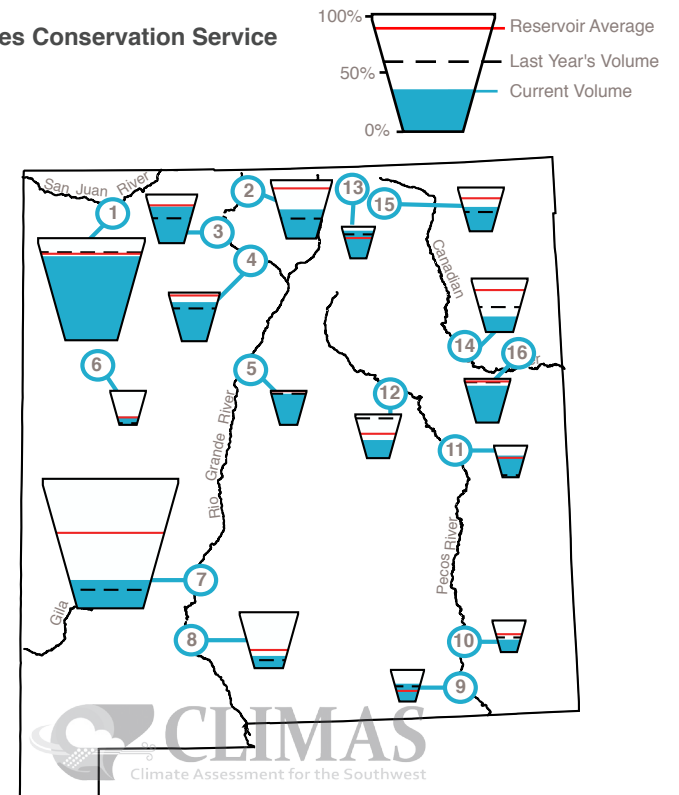 es Conservation Service
100%
50%
0%
Reservoir Average
Last Year's Volume
Current Volume
San Juan River
1
2
3
4
13
15
Canadian
14
16
er
6
5
12
Rio Grande River
11
Pecos River
7
Gila
8
10
9
CLIMAS
Climate Assessment for the Southwest